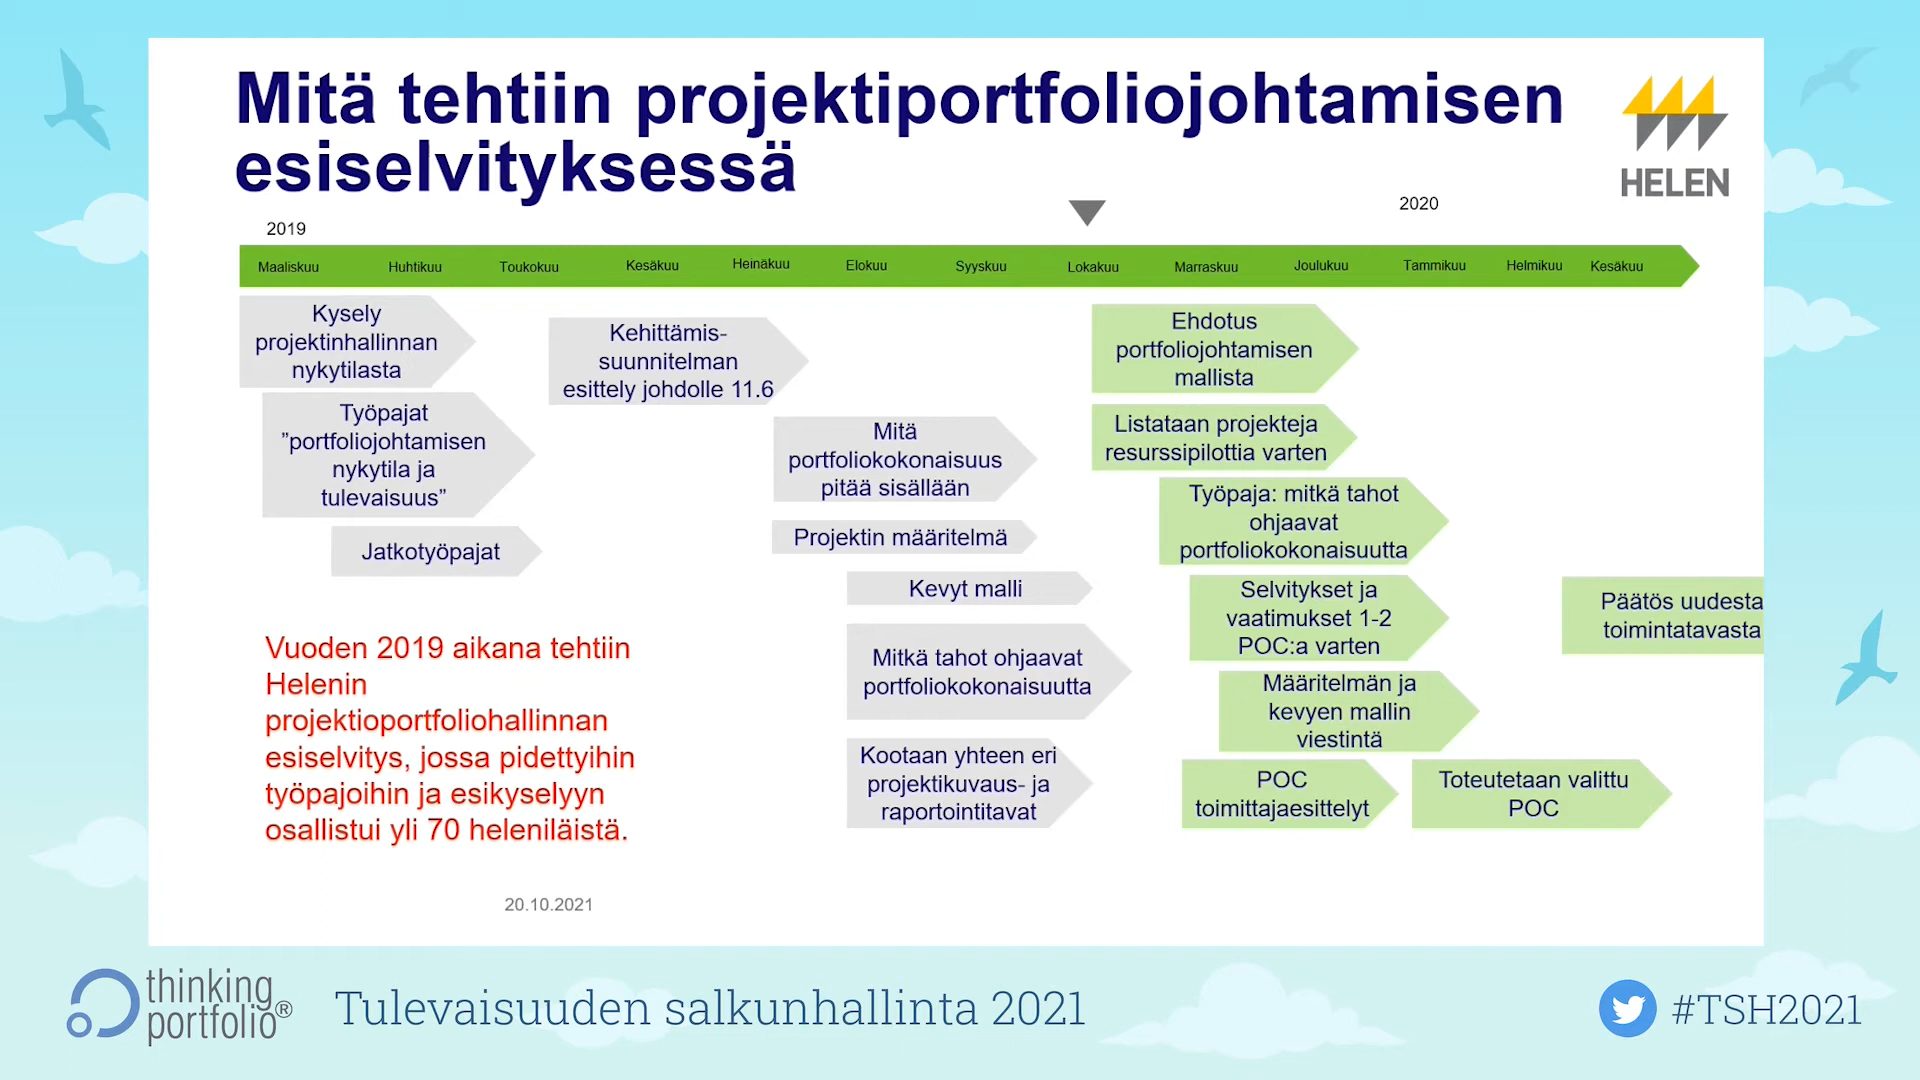 Mitä tehtiin projektiportfoliojohtamisen
esiselvityksessä
HELEN
2019
2020
Maaliskuu
Huhtikuu
Toukokuu
Kesäkuu
Heinäkuu
Elokuu
Syyskuu
Lokakuu
Marraskuu
Joulukuu
Tammikuu
Helmikuu
Kesäkuu
Kysely
projektinhallinnan
nykytilasta
Työpajat
”portfoliojohtamisen
nykytila ja
tulevaisuus”
Jatkotyöpajat
Kehittämis-
suunnitelman
esittely johdolle 11.6
Mitä
portfoliokokonaisuus
pitää sisällään
Projektin määritelmä
Kevyt malli
Mitkä tahot ohjaavat
portfoliokokonaisuutta
Kootaan yhteen eri
projektikuvaus- ja
raportointitavat
Ehdotus
portfoliojohtamisen
mallista
Listataan projekteja
resurssipilottia varten
Työpaja: mitkä tahot
ohjaavat
portfoliokokonaisuutta
Selvitykset ja
vaatimukset 1-2
POC:a varten
Määritelmän ja
kevyen mallin
viestintä
POC
toimittajaesittelyt
Toteutetaan valittu
POC
Päätös uudesta
toimintatavasta
Vuoden 2019 aikana tehtiin
Helenin
projektioportfoliohallinnan
esiselvitys, jossa pidettyihin
työpajoihin ja esikyselyyn
osallistui yli 70 heleniläistä.
20.10.2021
thinking
portfolio®
Tulevaisuuden salkunhallinta 2021
#TSH2021